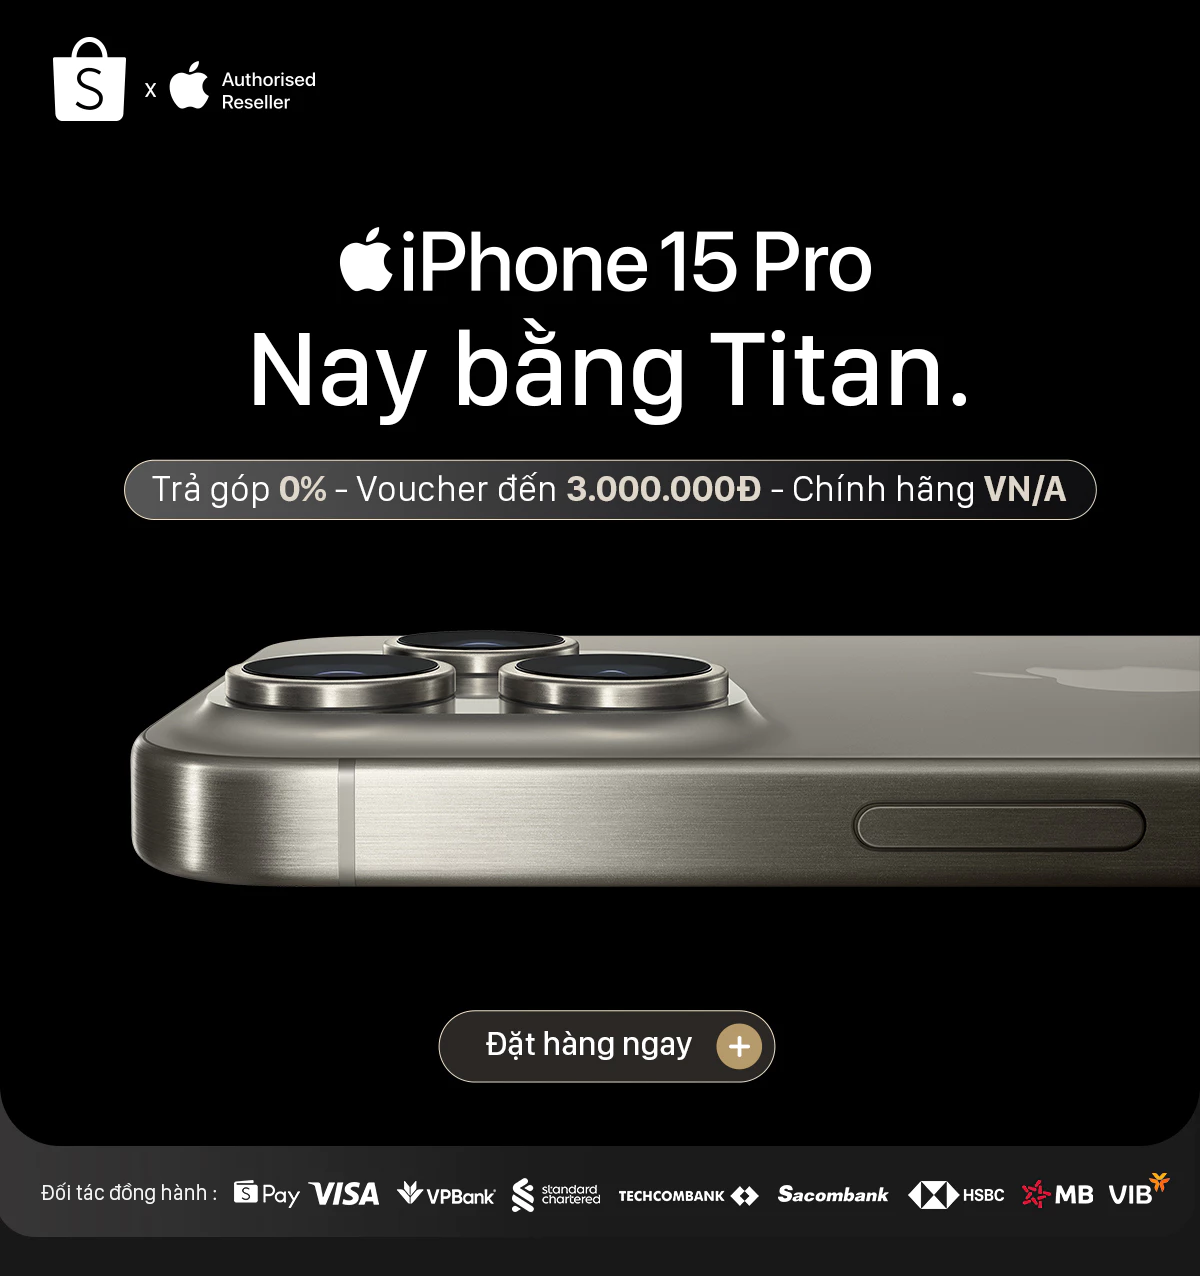 S x Authorised
Reseller
iPhone 15 Pro
Nay bằng Titan.
Trả góp 0% - Voucher đến 3.000.000Đ - Chính hãng VN/A
Đặt hàng ngay +
Đối tác đồng hành : S Pay VISA VPBank standard chartered TECHCOMBANK Sacombank HSBC MB VIB